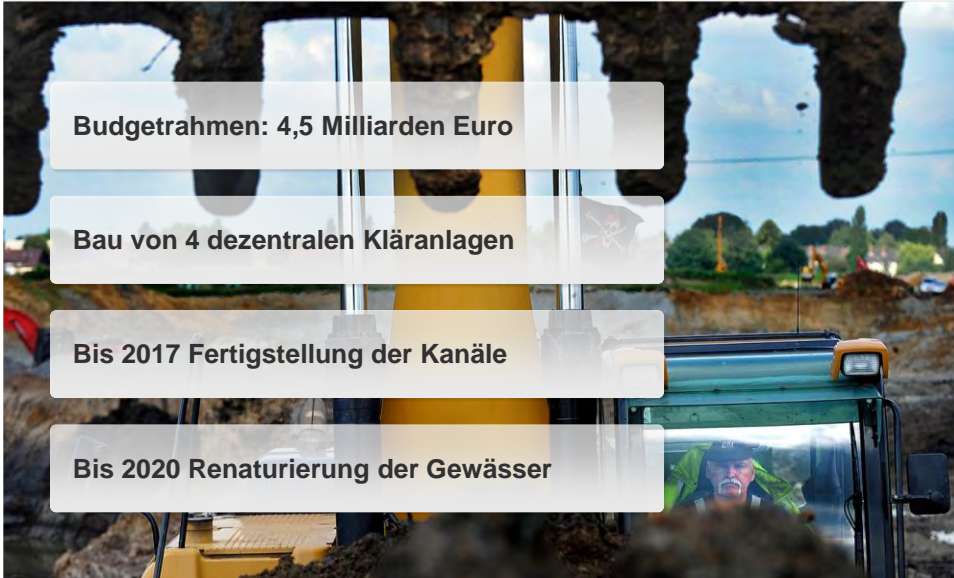 Budgetrahmen: 4,5 Milliarden Euro
Bau von 4 dezentralen Kläranlagen
Bis 2017 Fertigstellung der Kanäle
Bis 2020 Renaturierung der Gewässer